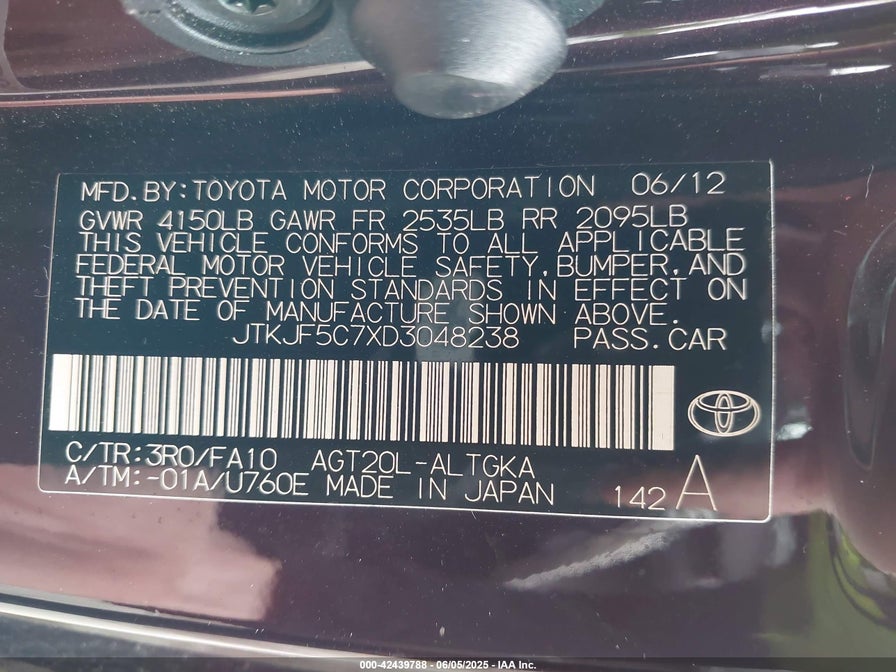 MFD.BY:TOYOTA MOTOR CORPORATION 06/12
GVWR 4150LB GAWR FR 2535LB RR 2095LB
THIS VEHICLE CONFORMS TO ALL APPLICABLE
FEDERAL MOTOR VEHICLE SAFETY,BUMPER,AND
THEFT PREVENTION STANDARDS IN EFFECT ON
THE DATE OF MANUFACTURE SHOWN ABOVE.
JTKJF5C7XD3048238 PASS.CAR
C/TR:3R0/FA10 AGT20L-ALTGKA
A/TM:-01A/U760E MADE IN JAPAN 142 A
000-42439788 - 06/05/2025 - IAA Inc.